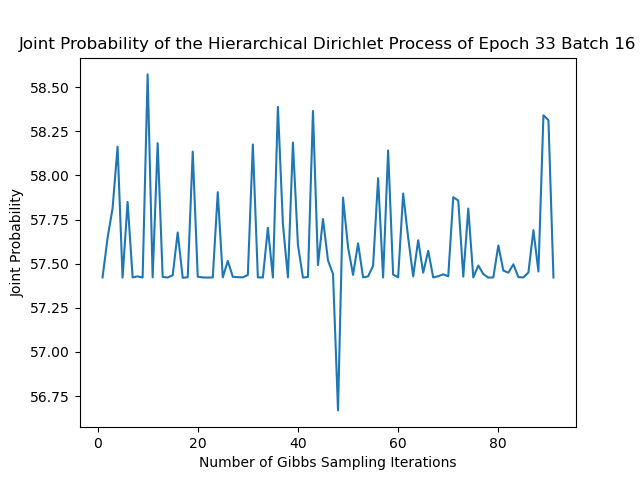 Joint Probability of the Hierarchical Dirichlet Process of Epoch 33 Batch 16
58.50
58.25
58.00
57.75
57.50
57.25
57.00
56.75
Joint Probability
0 20 40 60 80
Number of Gibbs Sampling Iterations